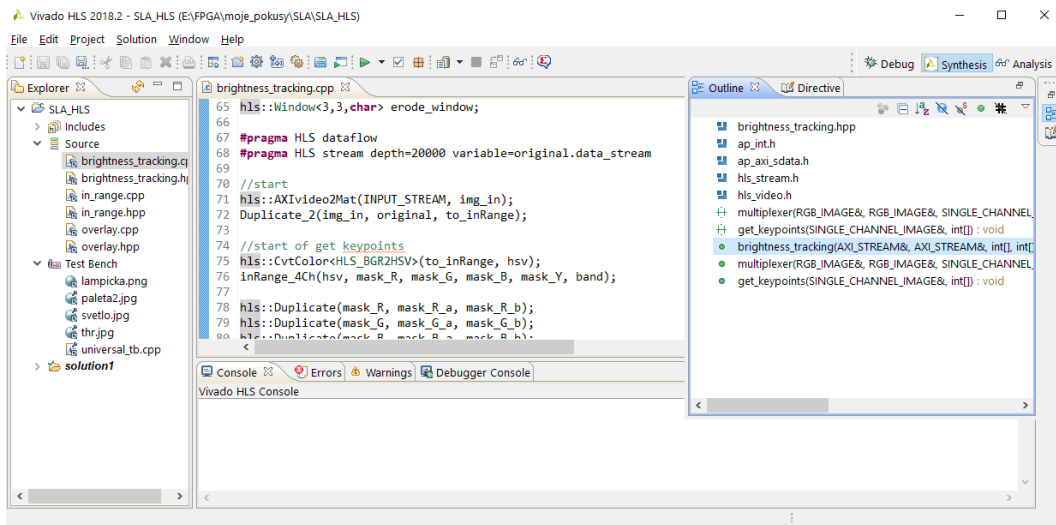 Vivado HLS 2018.2 - SLA_HLS (E:\FPGA\moje_pokusy\SLA\SLA_HLS)
File Edit Project Solution Window Help
Debug Synthesis Analysis
Explorer
SLA_HLS
Includes
Source
brightness_tracking.cp
brightness_tracking.h
in_range.cpp
in_range.hpp
overlay.cpp
overlay.hpp
Test Bench
lampicka.png
paleta2.jpg
svetlo.jpg
thr.jpg
universal_tb.cpp
solution1
brightness_tracking.cpp
65 hls::Window<3,3,char> erode_window;
66
67 #pragma HLS dataflow
68 #pragma HLS stream depth=20000 variable=original.data_stream
69
70 //start
71 hls::AXIvideo2Mat(INPUT_STREAM, img_in);
72 Duplicate_2(img_in, original, to_inRange);
73
74 //start of get keypoints
75 hls::CvtColor<HLS_BGR2HSV>(to_inRange, hsv);
76 inRange_4Ch(hsv, mask_R, mask_G, mask_B, mask_Y, band);
77
78 hls::Duplicate(mask_R, mask_R_a, mask_R_b);
79 hls::Duplicate(mask_G, mask_G_a, mask_G_b);
80 hls::Duplicate(mask_B, mask_B_a, mask_B_b);
Console Errors Warnings Debugger Console
Vivado HLS Console
Outline Directive
brightness_tracking.hpp
ap_int.h
ap_axi_sdata.h
hls_stream.h
hls_video.h
multiplexer(RGB_IMAGE&, RGB_IMAGE&, SINGLE_CHANNEL_
get_keypoints(SINGLE_CHANNEL_IMAGE&, int[]) : void
brightness_tracking(AXI_STREAM&, AXI_STREAM&, int[], int[]
multiplexer(RGB_IMAGE&, RGB_IMAGE&, SINGLE_CHANNEL_
get_keypoints(SINGLE_CHANNEL_IMAGE&, int[]) : void